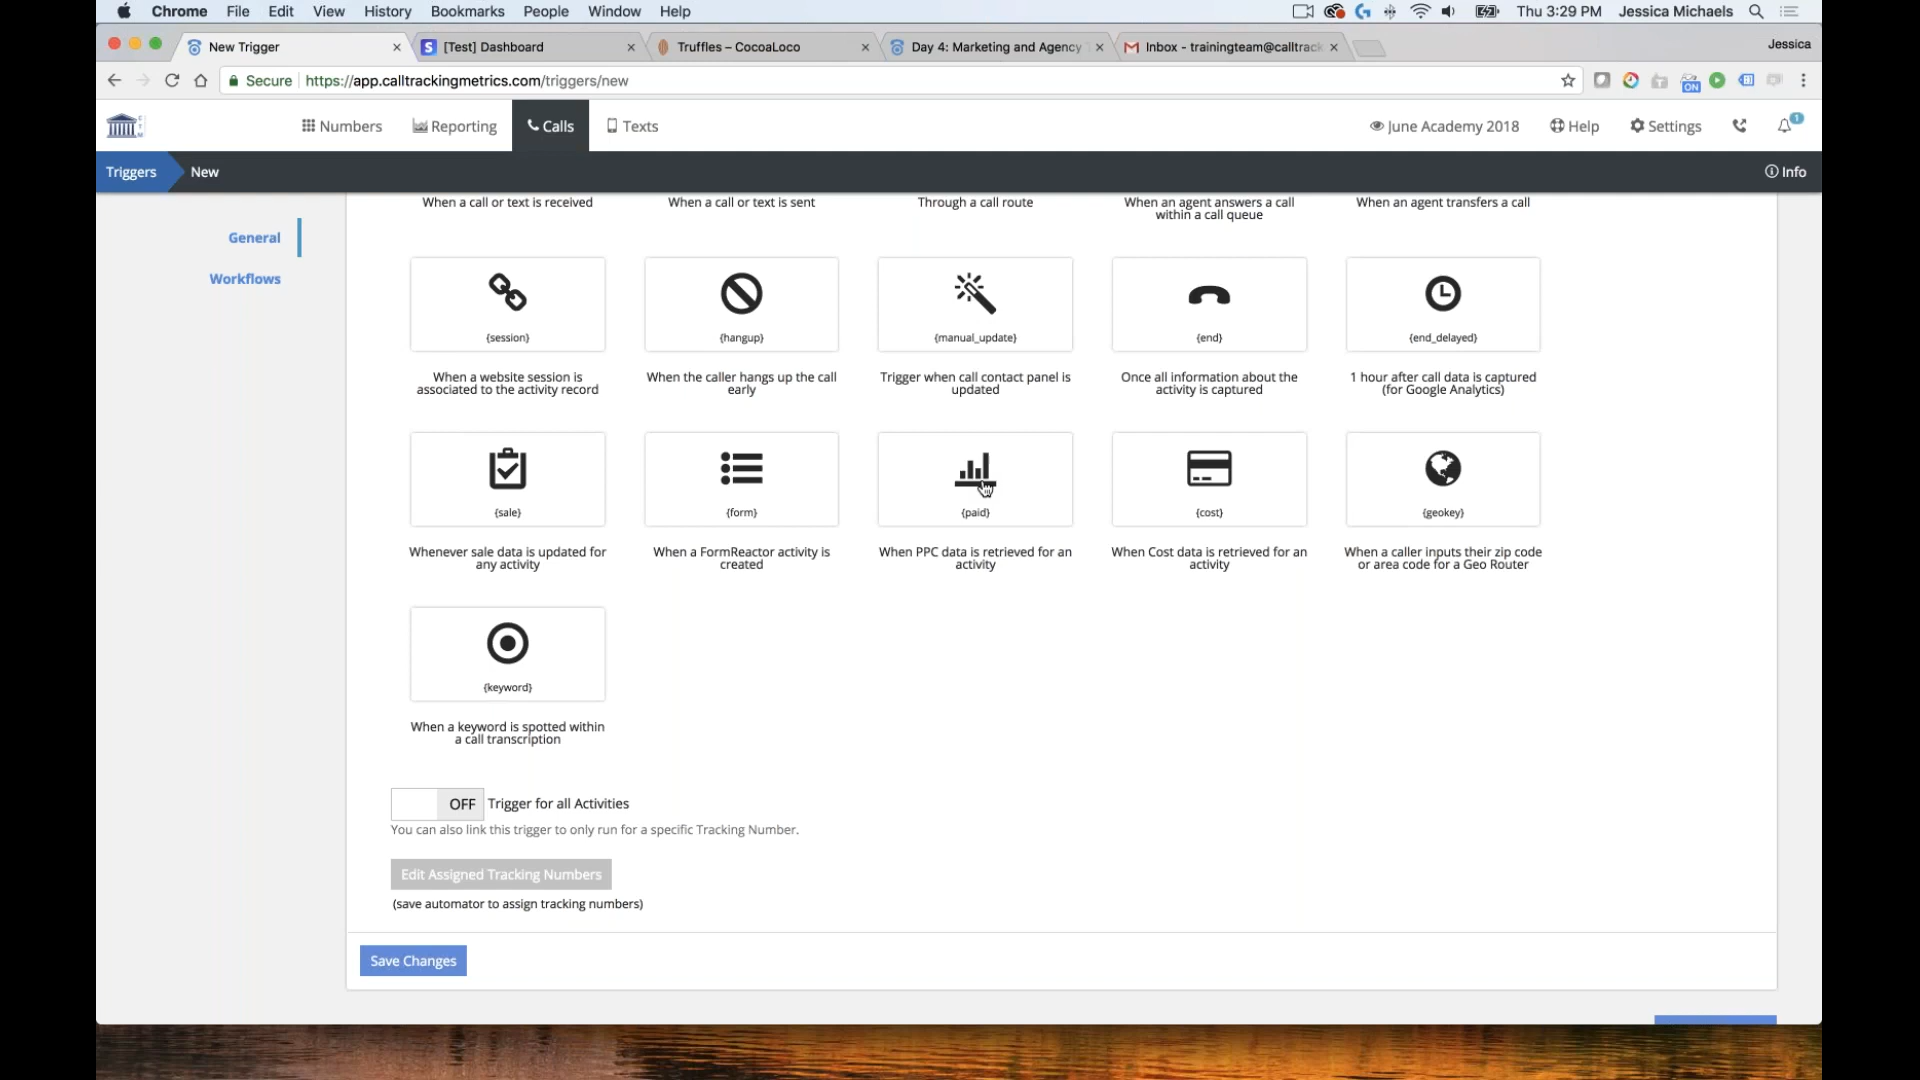 Chrome File Edit View History Bookmarks People Window Help Thu 3:29 PM Jessica Michaels
New Trigger [Test] Dashboard Truffles – CocoaLoco Day 4: Marketing and Agency Inbox - trainingteam@calltrack Jessica
Secure https://app.calltrackingmetrics.com/triggers/new ON
CTM Numbers Reporting Calls Texts June Academy 2018 Help Settings 1
Triggers New Info
General
Workflows
When a call or text is received
When a call or text is sent
Through a call route
When an agent answers a call
within a call queue
When an agent transfers a call
{session}
When a website session is
associated to the activity record
{hangup}
When the caller hangs up the call
early
{manual_update}
Trigger when call contact panel is
updated
{end}
Once all information about the
activity is captured
{end_delayed}
1 hour after call data is captured
(for Google Analytics)
{sale}
Whenever sale data is updated for
any activity
{form}
When a FormReactor activity is
created
{paid}
When PPC data is retrieved for an
activity
{cost}
When Cost data is retrieved for an
activity
{geokey}
When a caller inputs their zip code
or area code for a Geo Router
{keyword}
When a keyword is spotted within
a call transcription
OFF Trigger for all Activities
You can also link this trigger to only run for a specific Tracking Number.
Edit Assigned Tracking Numbers
(save automator to assign tracking numbers)
Save Changes